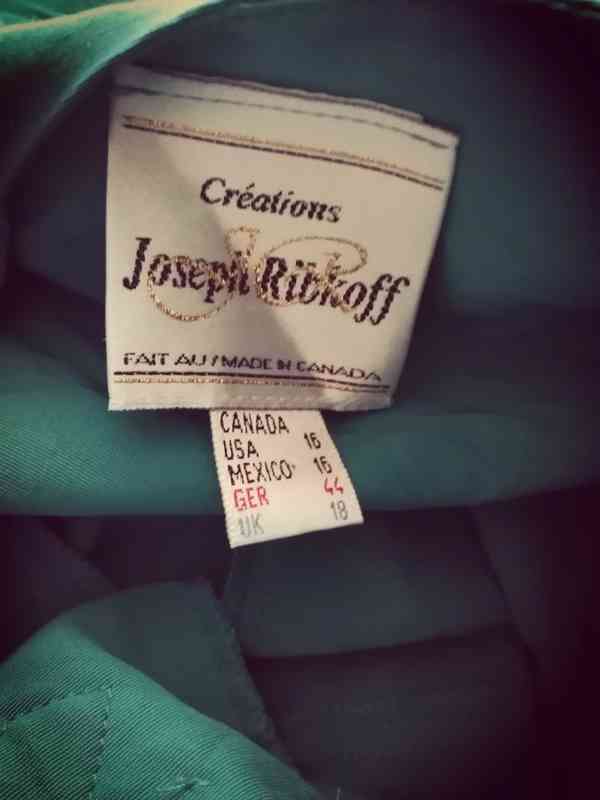 Créations
Joseph Ribkoff
FAIT AU / MADE IN CANADA
CANADA
USA 16
MEXICO 16
GER 44
UK 18